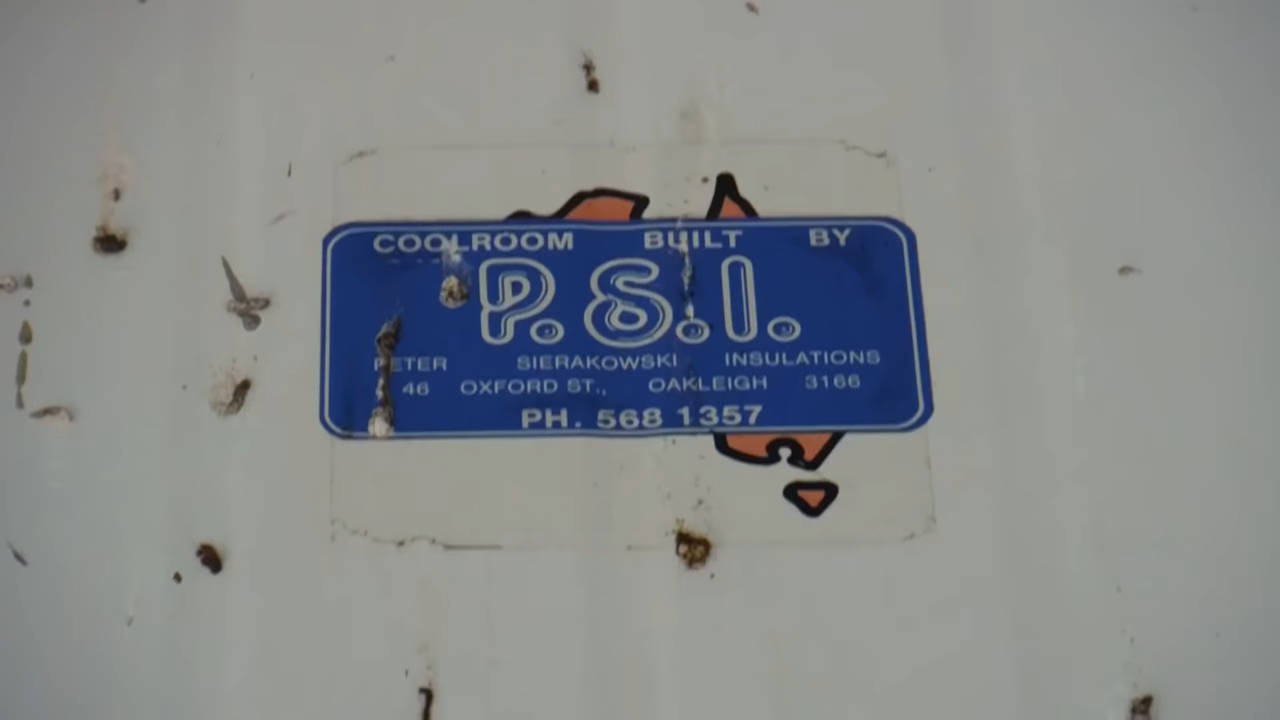 COOLROOM BUILT BY
P.S.I.
PETER SIERAKOWSKI INSULATIONS
46 OXFORD ST., OAKLEIGH 3166
PH. 568 1357